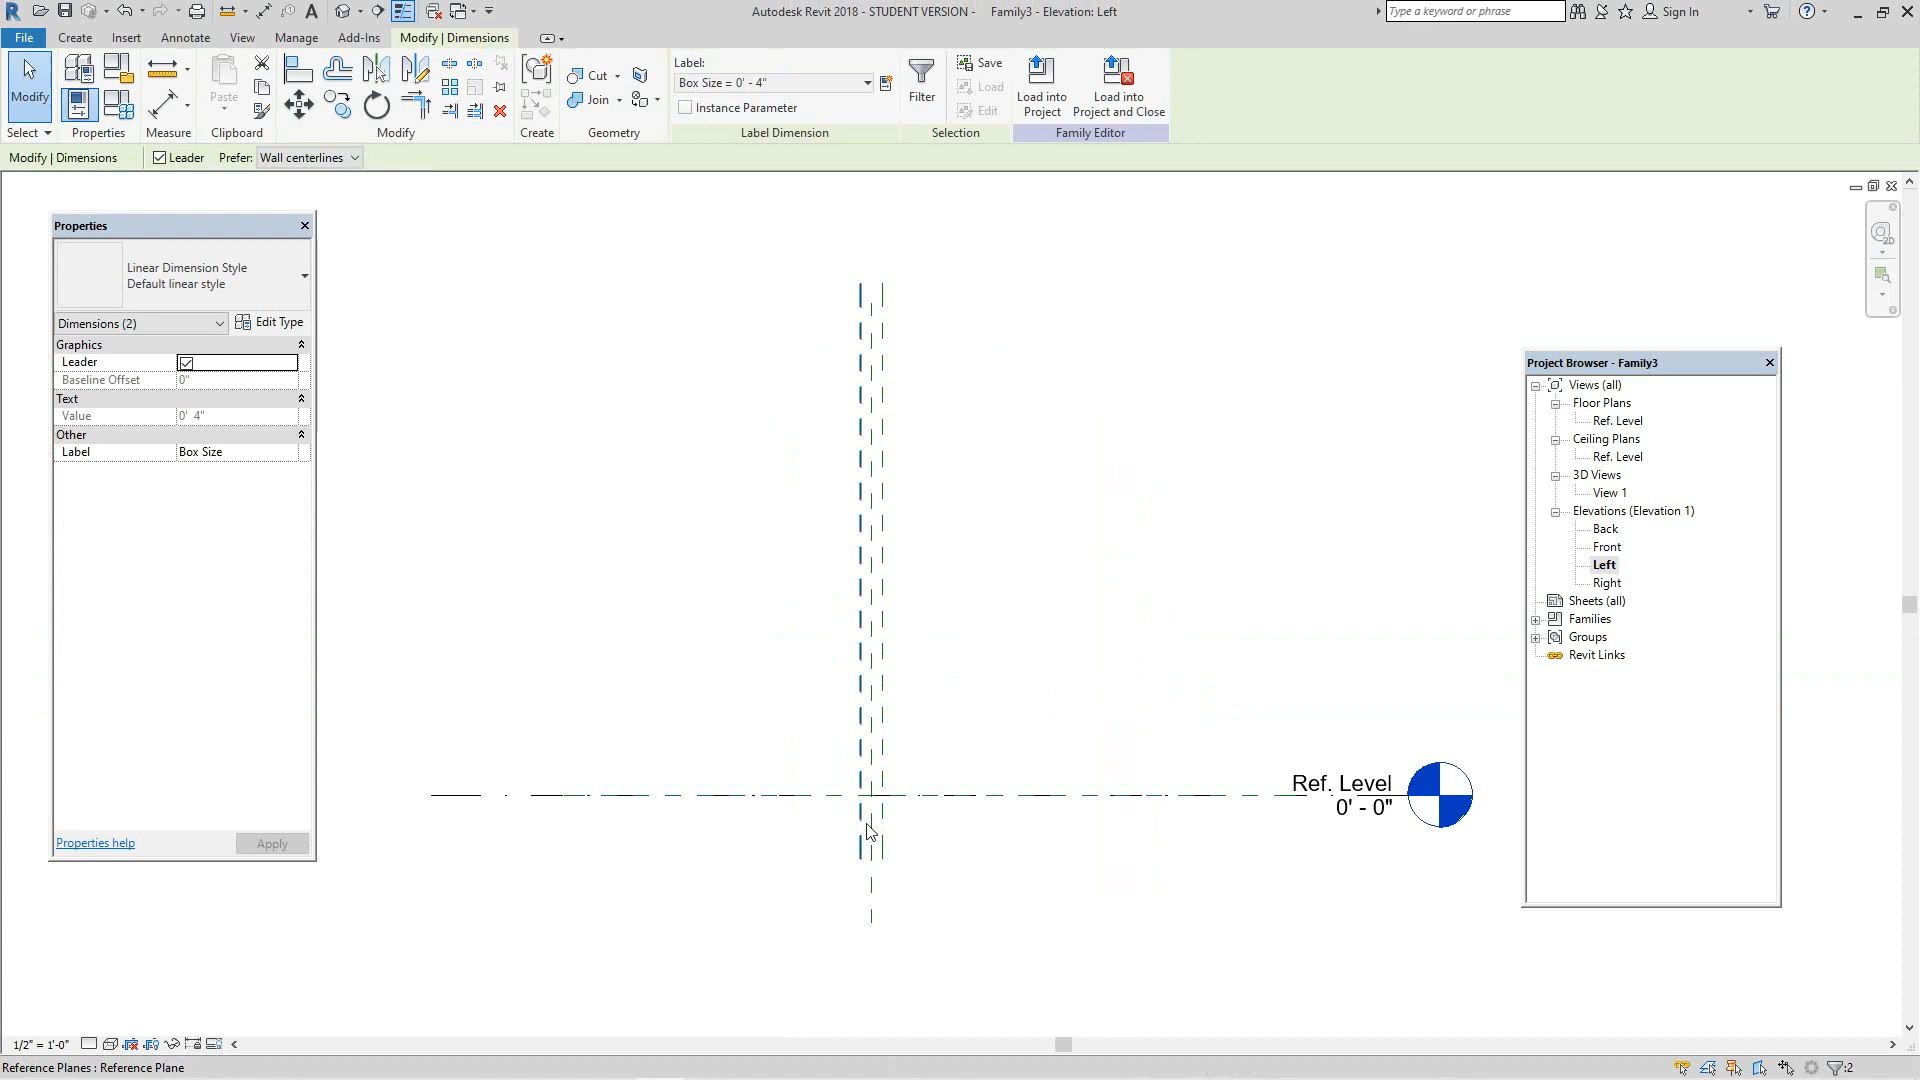 Autodesk Revit 2018 - STUDENT VERSION - Family3 - Elevation: Left
Type a keyword or phrase
Sign In
File Create Insert Annotate View Manage Add-Ins Modify | Dimensions
Modify
Paste
Cut
Join
Label:
Box Size = 0' - 4"
Instance Parameter
Filter
Save
Load
Edit
Load into Project
Load into Project and Close
Select Properties Measure Clipboard Modify Create Geometry Label Dimension Selection Family Editor
Modify | Dimensions Leader Prefer: Wall centerlines
2D
Properties
Linear Dimension Style
Default linear style
Dimensions (2) Edit Type
Graphics
Leader
Baseline Offset 0"
Text
Value 0' 4"
Other
Label Box Size
Properties help Apply
Project Browser - Family3
Views (all)
Floor Plans
Ref. Level
Ceiling Plans
Ref. Level
3D Views
View 1
Elevations (Elevation 1)
Back
Front
Left
Right
Sheets (all)
Families
Groups
Revit Links
Ref. Level
0' - 0"
1/2" = 1'-0"
Reference Planes : Reference Plane
:2